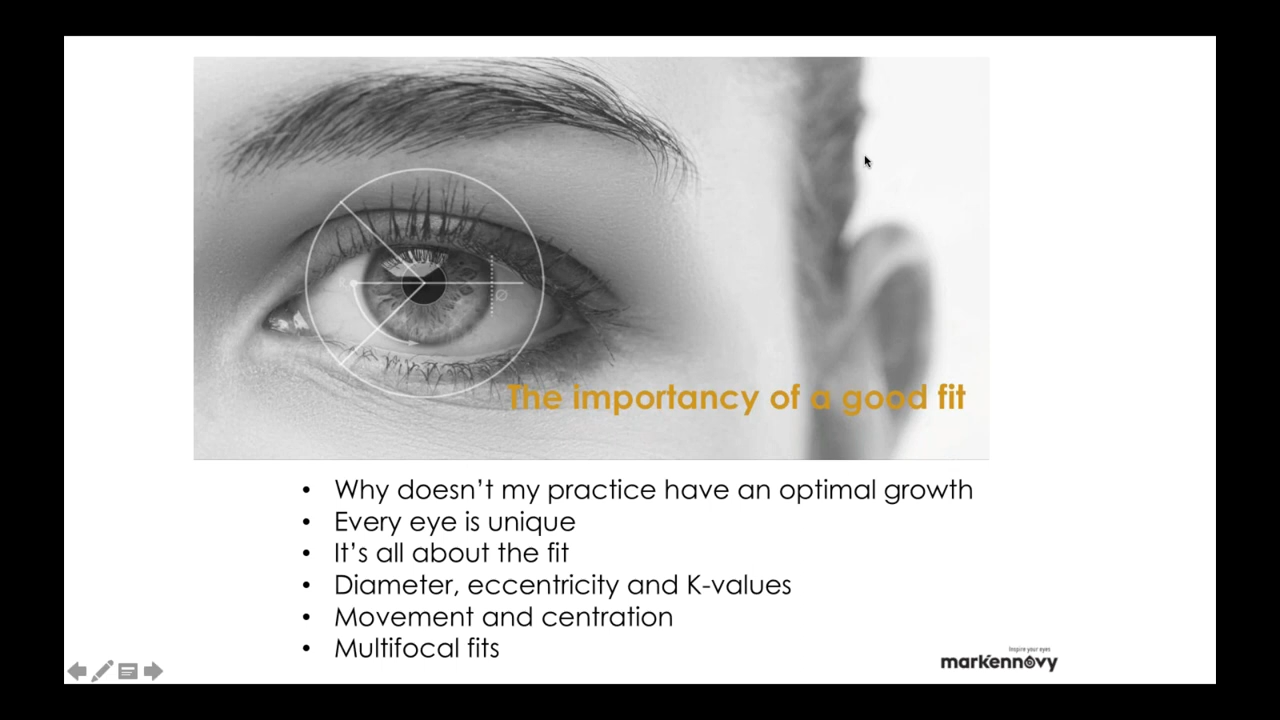 The importancy of a good fit
• Why doesn't my practice have an optimal growth
• Every eye is unique
• It's all about the fit
• Diameter, eccentricity and K-values
• Movement and centration
• Multifocal fits
Inspire your eyes
markennovy